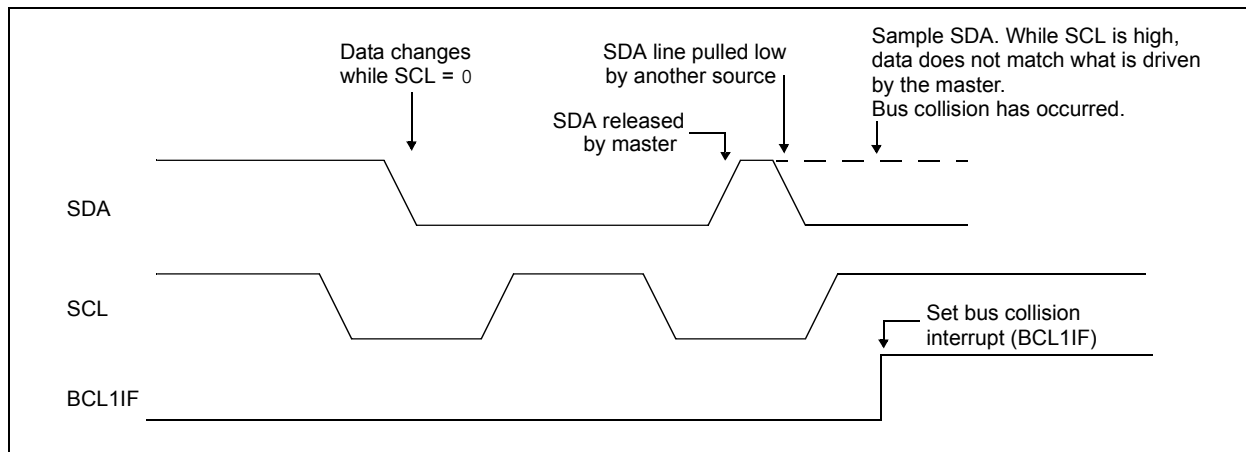 Data changes
while SCL = 0
SDA line pulled low
by another source
Sample SDA. While SCL is high,
data does not match what is driven
by the master.
Bus collision has occurred.
SDA released
by master
SDA
SCL
Set bus collision
interrupt (BCL1IF)
BCL1IF